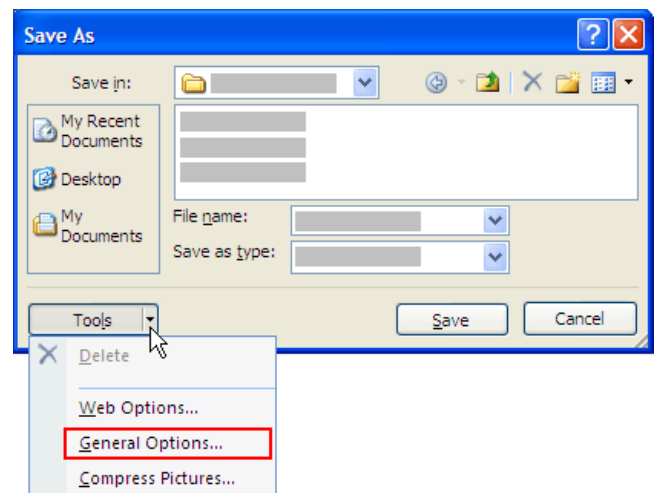 Save As
Save in:
My Recent
Documents
Desktop
My
Documents
File name:
Save as type:
Tools
Save
Cancel
Delete
Web Options...
General Options...
Compress Pictures...